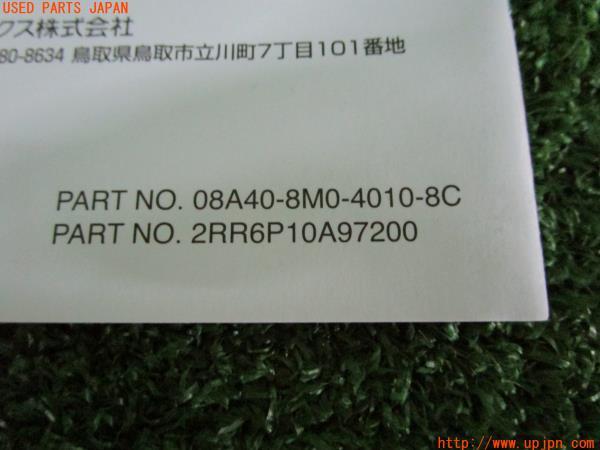 USED PARTS JAPAN
クス株式会社
80-8634 鳥取県鳥取市立川町7丁目101番地
PART NO. 08A40-8M0-4010-8C
PART NO. 2RR6P10A97200
http://www.upjpn.com/